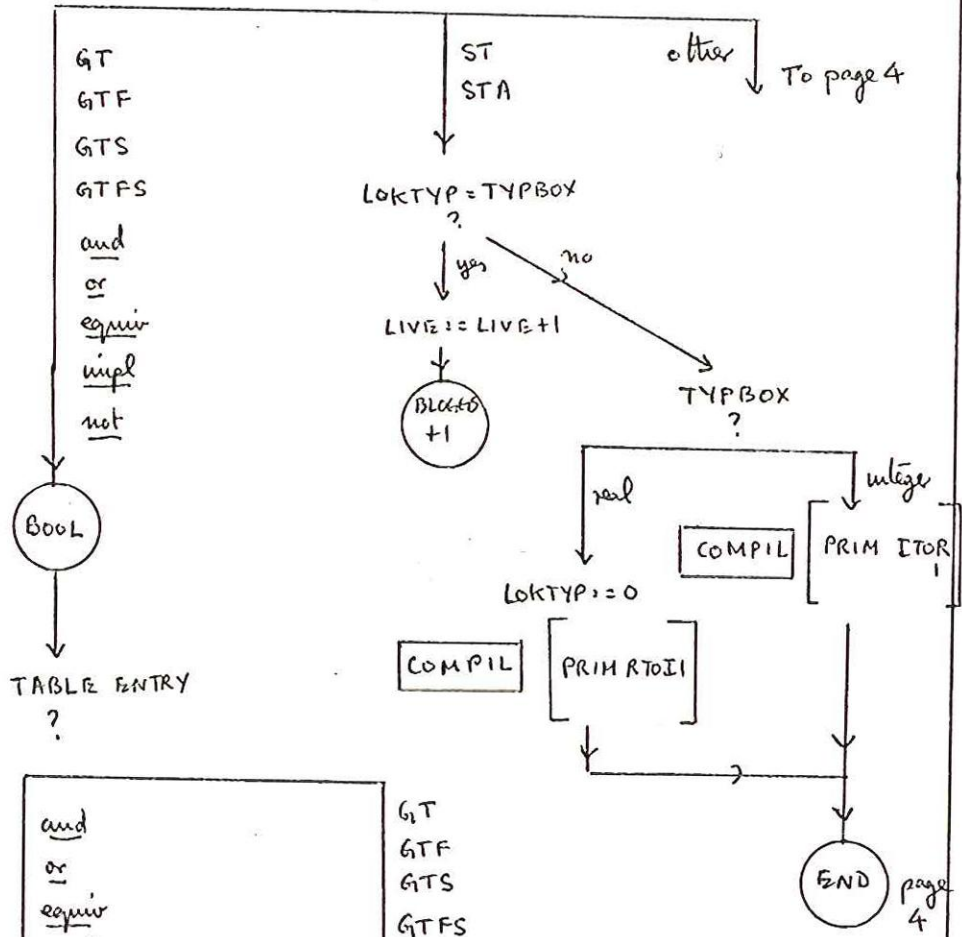 GT
GTF
GTS
GTFS
and
or
equiv
impl
not
BOOL
TABLE ENTRY
?
and
or
equiv
GT
GTF
GTS
GTFS
ST
STA
LOKTYP = TYPBOX
?
yes
no
LIVE := LIVE+1
+1
TYPBOX
?
real
integer
LOKTYP := 0
COMPIL
PRIM RTOI1
COMPIL
PRIM ITOR
1
END
page
4
other
To page 4